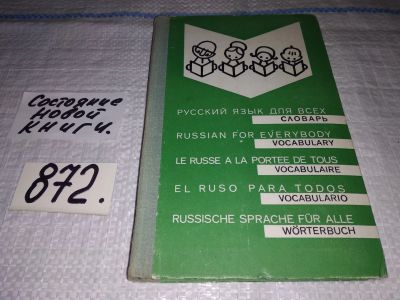 Состояние
новой
книги.
872.
РУССКИЙ ЯЗЫК ДЛЯ ВСЕХ
СЛОВАРЬ
RUSSIAN FOR EVERYBODY
VOCABULARY
LE RUSSE A LA PORTEE DE TOUS
VOCABULAIRE
EL RUSO PARA TODOS
VOCABULARIO
RUSSISCHE SPRACHE FÜR ALLE
WÖRTERBUCH